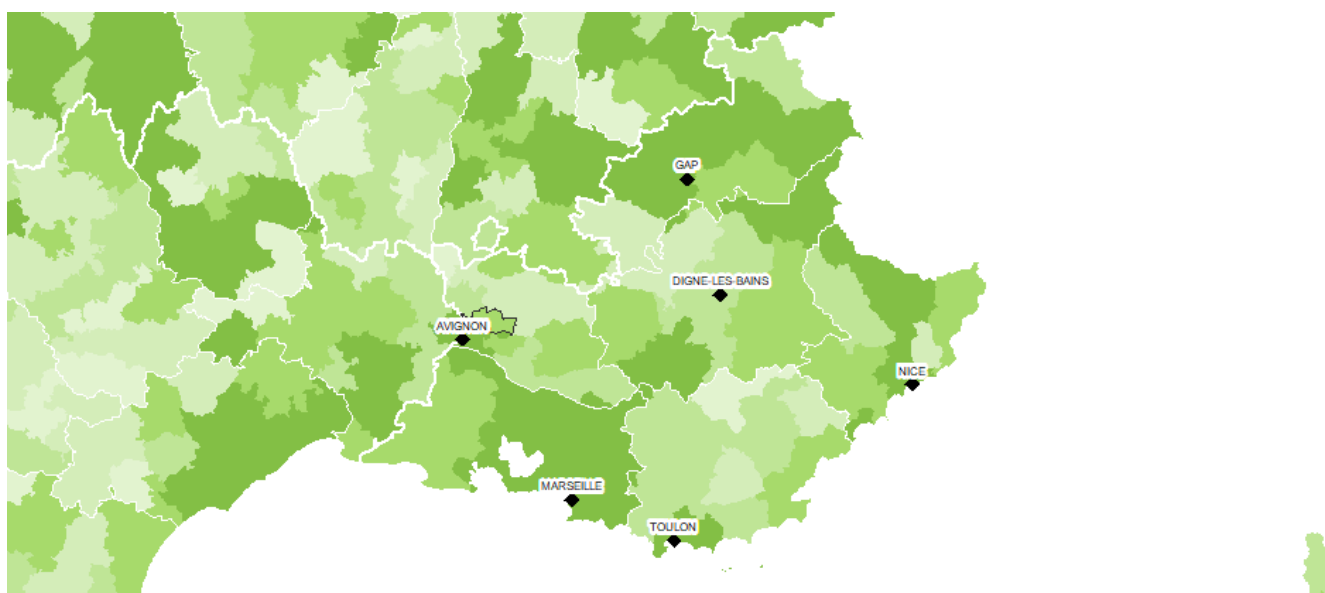 GAP
DIGNE-LES-BAINS
AVIGNON
NICE
MARSEILLE
TOULON